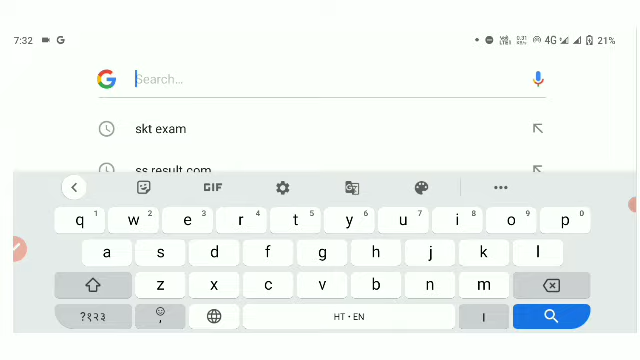 7:32 G 4G 21%
G Search...
skt exam
ss result.com
GIF
q 1 w 2 e 3 r 4 t 5 y 6 u 7 i 8 o 9 p 0
a s d f g h j k l
z x c v b n m
?१२३ , HT • EN ।